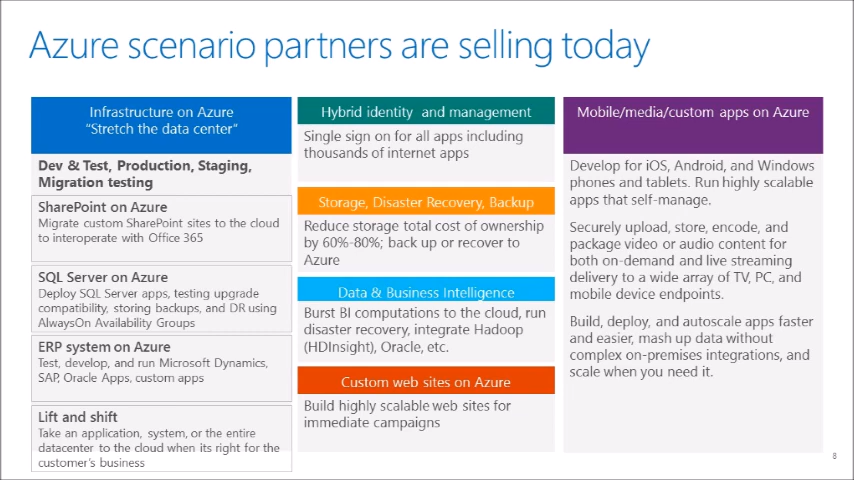 Azure scenario partners are selling today
Infrastructure on Azure
“Stretch the data center”
Dev & Test, Production, Staging,
Migration testing
SharePoint on Azure
Migrate custom SharePoint sites to the cloud
to interoperate with Office 365
SQL Server on Azure
Deploy SQL Server apps, testing upgrade
compatibility, storing backups, and DR using
AlwaysOn Availability Groups
ERP system on Azure
Test, develop, and run Microsoft Dynamics,
SAP, Oracle Apps, custom apps
Lift and shift
Take an application, system, or the entire
datacenter to the cloud when its right for the
customer’s business
Hybrid identity and management
Single sign on for all apps including
thousands of internet apps
Storage, Disaster Recovery, Backup
Reduce storage total cost of ownership
by 60%-80%; back up or recover to
Azure
Data & Business Intelligence
Burst BI computations to the cloud, run
disaster recovery, integrate Hadoop
(HDInsight), Oracle, etc.
Custom web sites on Azure
Build highly scalable web sites for
immediate campaigns
Mobile/media/custom apps on Azure
Develop for iOS, Android, and Windows
phones and tablets. Run highly scalable
apps that self-manage.
Securely upload, store, encode, and
package video or audio content for
both on-demand and live streaming
delivery to a wide array of TV, PC, and
mobile device endpoints.
Build, deploy, and autoscale apps faster
and easier, mash up data without
complex on-premises integrations, and
scale when you need it.
8